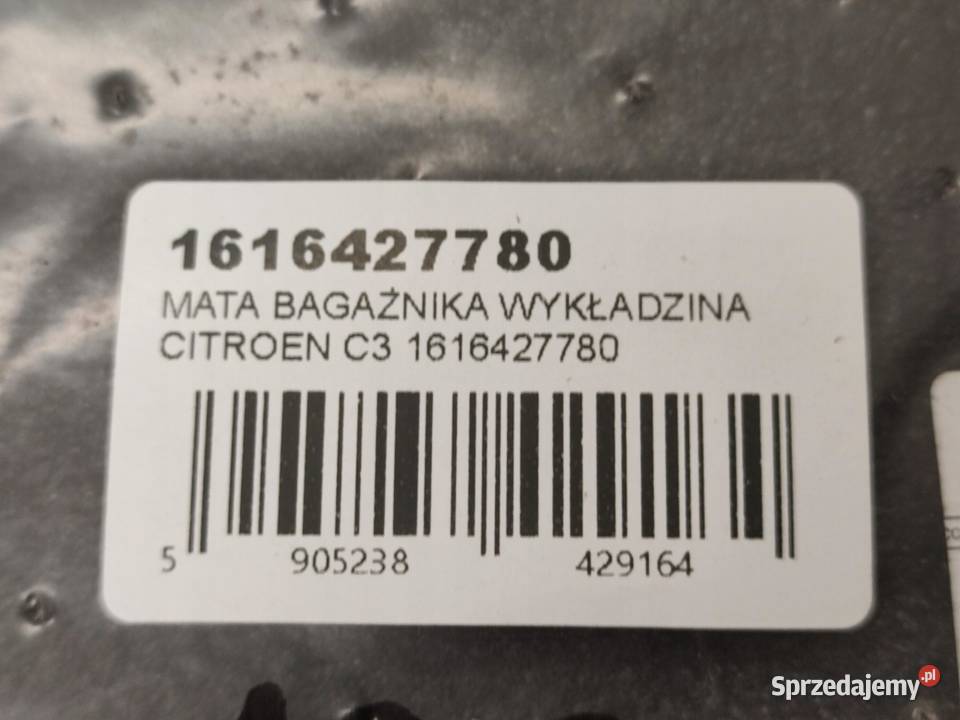 1616427780
MATA BAGAŻNIKA WYKŁADZINA
CITROEN C3 1616427780
5 905238 429164
Sprzedajemy.pl